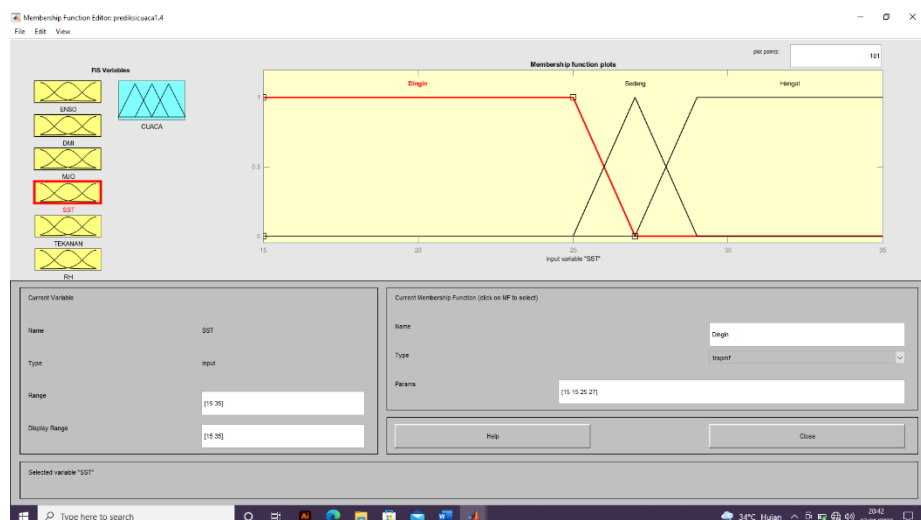 Membership Function Editor: prediksicuaca1.4
File Edit View
FIS Variables
Membership function plots
plot points:
181
ENSO
CUACA
DMI
MJO
SST
TEKANAN
RH
Dingin
Sedang
Hangat
1
0.5
0
15
20
25
30
35
input variable "SST"
Current Variable
Name
SST
Type
input
Range
[15 35]
Display Range
[15 35]
Current Membership Function (click on MF to select)
Name
Dingin
Type
trapmf
Params
[15 15 25 27]
Help
Close
Selected variable "SST"
Type here to search
34°C Hujan
20:42